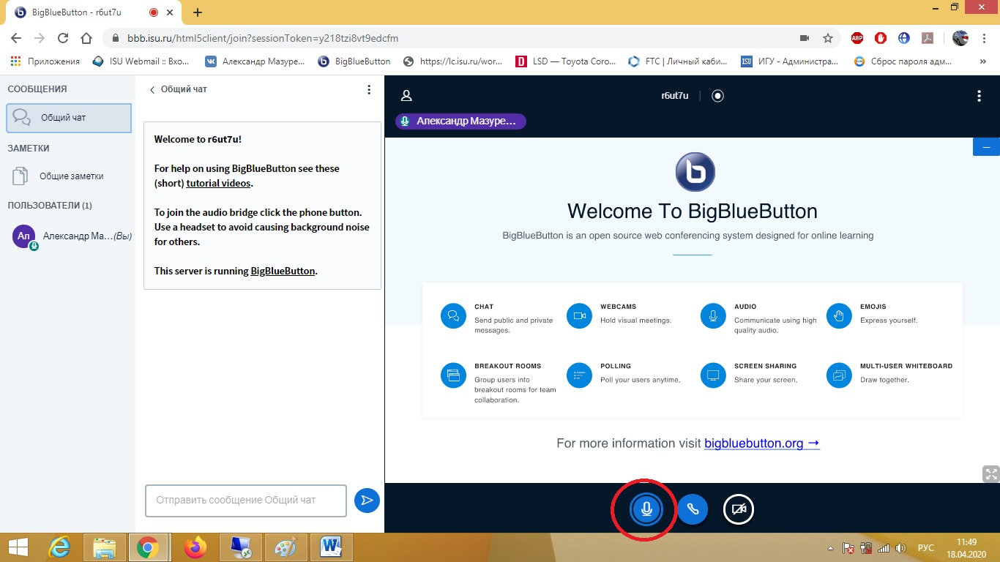 BigBlueButton - r6ut7u
bbb.isu.ru/html5client/join?sessionToken=y218tzi8vt9edcfm
ABP
Приложения
ISU Webmail :: Вхо...
Александр Мазуре...
BigBlueButton
https://lc.isu.ru/wor...
LSD — Toyota Coro...
FTC | Личный каби...
ИГУ - Администра...
Сброс пароля адм...
»
СООБЩЕНИЯ
Общий чат
ЗАМЕТКИ
Общие заметки
ПОЛЬЗОВАТЕЛИ (1)
Ал
Александр Ма...(Вы)
Общий чат
Welcome to r6ut7u!
For help on using BigBlueButton see these
(short) tutorial videos.
To join the audio bridge click the phone button.
Use a headset to avoid causing background noise
for others.
This server is running BigBlueButton.
Отправить сообщение Общий чат
r6ut7u
Александр Мазуре...
b
Welcome To BigBlueButton
BigBlueButton is an open source web conferencing system designed for online learning
CHAT
Send public and private
messages.
WEBCAMS
Hold visual meetings.
AUDIO
Communicate using high
quality audio.
EMOJIS
Express yourself.
BREAKOUT ROOMS
Group users into
breakout rooms for team
collaboration.
POLLING
Poll your users anytime.
SCREEN SHARING
Share your screen.
MULTI-USER WHITEBOARD
Draw together.
For more information visit bigbluebutton.org →
РУС
11:49
18.04.2020